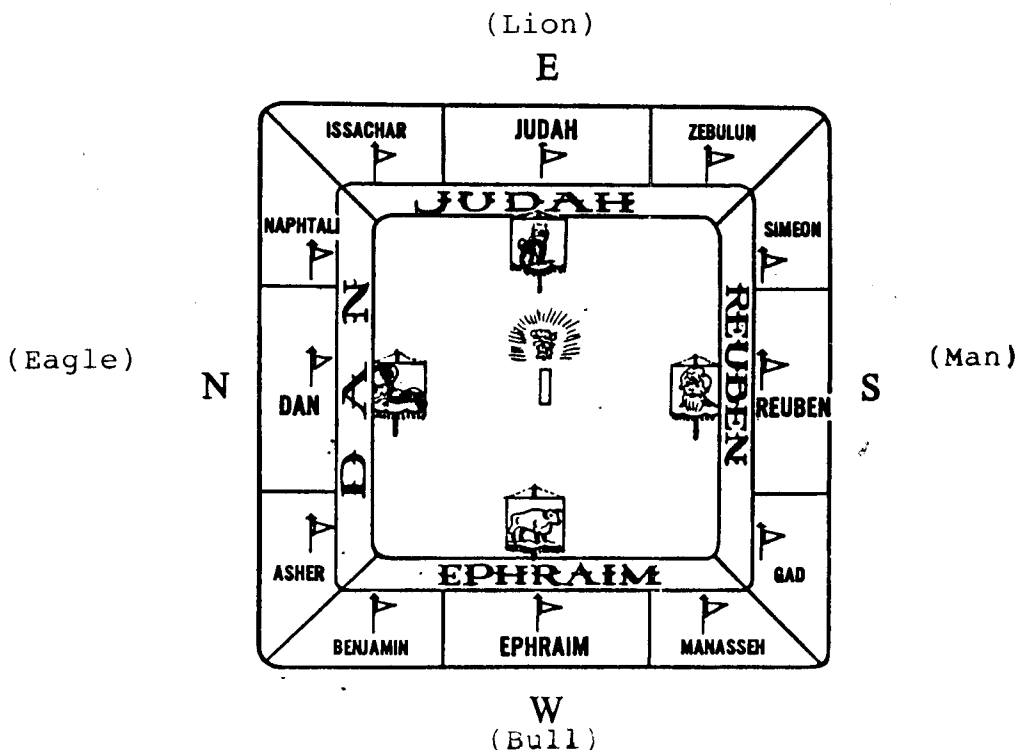 (Lion)
E
ISSACHAR
JUDAH
ZEBULUN
JUDAH
NAPHTALI
SIMEON
(Eagle)
N
DAN
DAN
REUBEN
REUBEN
S
(Man)
ASHER
GAD
EPHRAIM
BENJAMIN
EPHRAIM
MANASSEH
W
(Bull)